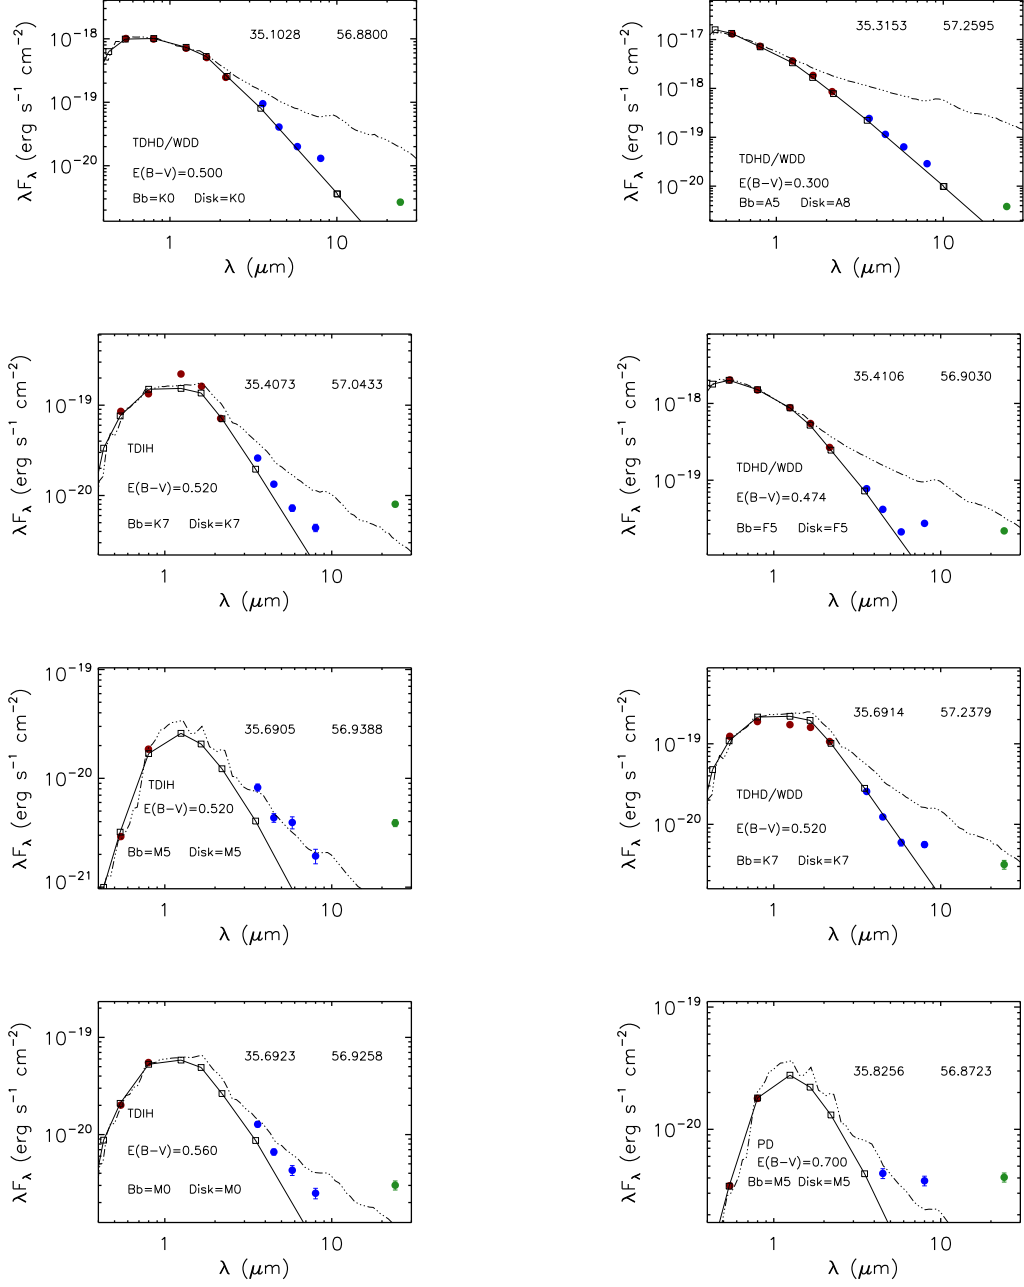 35.1028 56.8800
10⁻¹⁸
10⁻¹⁹
10⁻²⁰
λFλ (erg s⁻¹ cm⁻²)
TDHD/WDD
E(B−V)=0.500
Bb=K0 Disk=K0
1 10
λ (μm)
35.3153 57.2595
10⁻¹⁷
10⁻¹⁸
10⁻¹⁹
10⁻²⁰
λFλ (erg s⁻¹ cm⁻²)
TDHD/WDD
E(B−V)=0.300
Bb=A5 Disk=A8
1 10
λ (μm)
35.4073 57.0433
10⁻¹⁹
10⁻²⁰
λFλ (erg s⁻¹ cm⁻²)
TDIH
E(B−V)=0.520
Bb=K7 Disk=K7
1 10
λ (μm)
35.4106 56.9030
10⁻¹⁸
10⁻¹⁹
λFλ (erg s⁻¹ cm⁻²)
TDHD/WDD
E(B−V)=0.474
Bb=F5 Disk=F5
1 10
λ (μm)
10⁻¹⁹
35.6905 56.9388
10⁻²⁰
10⁻²¹
λFλ (erg s⁻¹ cm⁻²)
TDIH
E(B−V)=0.520
Bb=M5 Disk=M5
1 10
λ (μm)
35.6914 57.2379
10⁻¹⁹
10⁻²⁰
λFλ (erg s⁻¹ cm⁻²)
TDHD/WDD
E(B−V)=0.520
Bb=K7 Disk=K7
1 10
λ (μm)
10⁻¹⁹
35.6923 56.9258
10⁻²⁰
λFλ (erg s⁻¹ cm⁻²)
TDIH
E(B−V)=0.560
Bb=M0 Disk=M0
1 10
λ (μm)
10⁻¹⁹
35.8256 56.8723
10⁻²⁰
λFλ (erg s⁻¹ cm⁻²)
PD
E(B−V)=0.700
Bb=M5 Disk=M5
1 10
λ (μm)